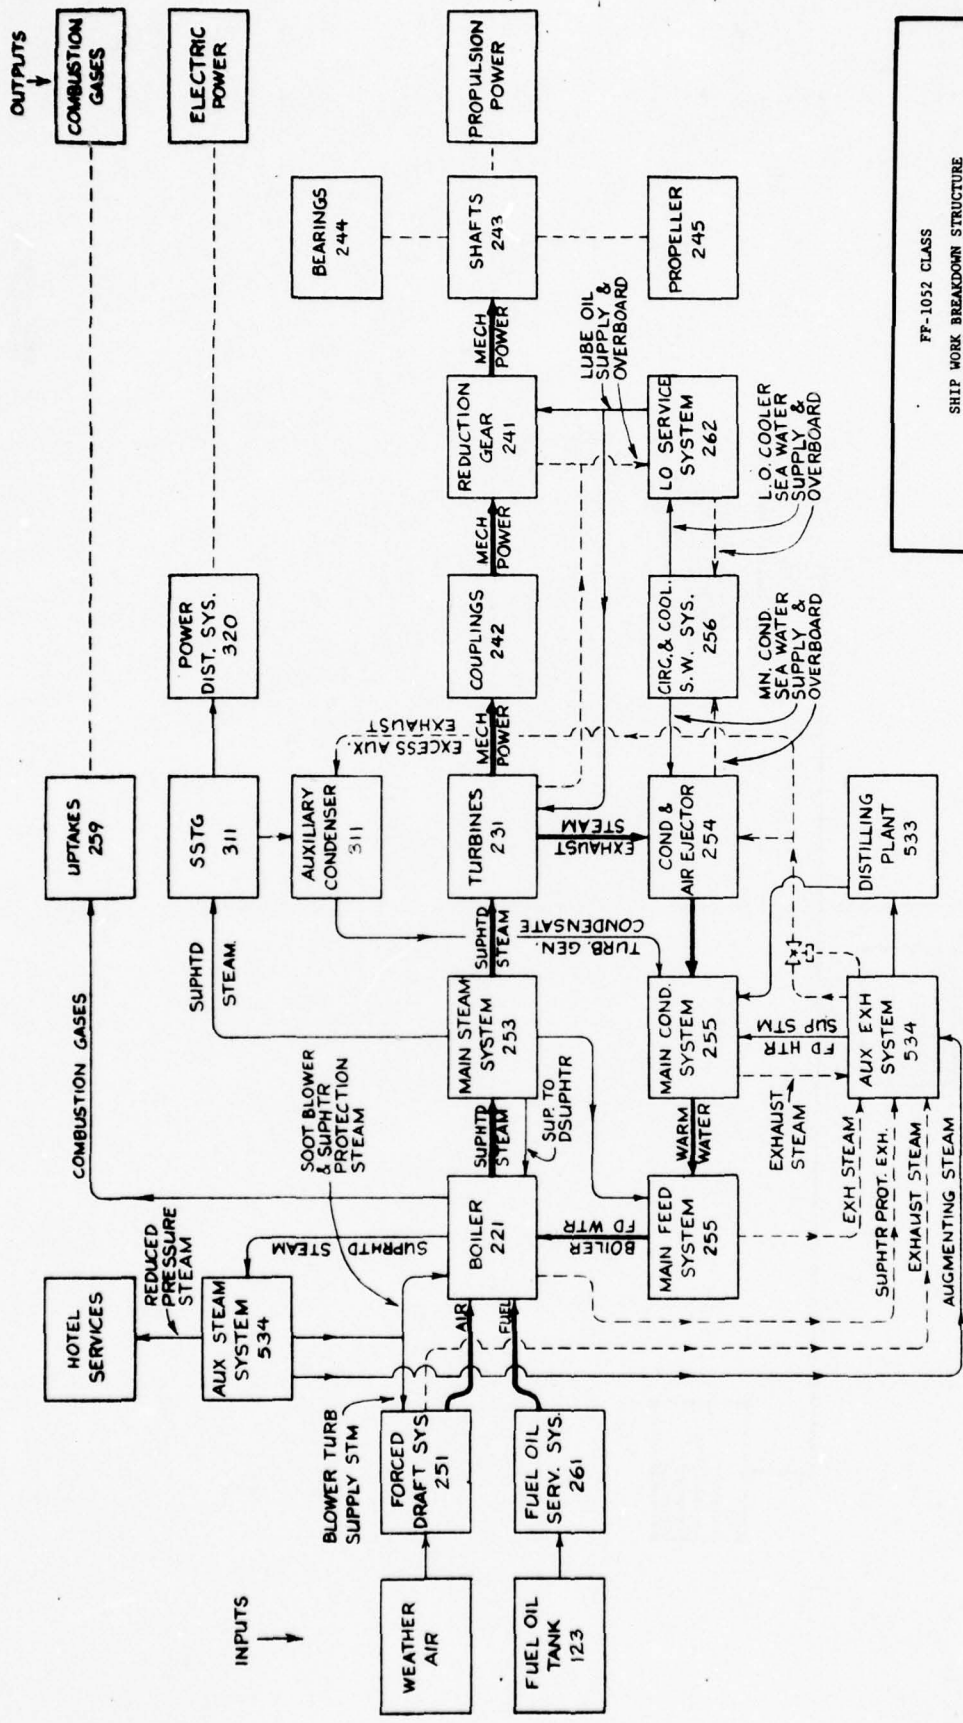 OUTPUTS
COMBUSTION
GASES
ELECTRIC
POWER
PROPULSION
POWER
BEARINGS
244
SHAFTS
243
PROPELLER
245
MECH
POWER
LUBE OIL
SUPPLY &
OVERBOARD
REDUCTION
GEAR
241
LO SERVICE
SYSTEM
262
L.O. COOLER
SEA WATER
SUPPLY &
OVERBOARD
MECH
POWER
POWER
DIST. SYS.
320
COUPLINGS
242
CIRC. & COOL.
S.W. SYS.
256
MN. COND.
SEA WATER
SUPPLY &
OVERBOARD
MECH
POWER
EXCESS AUX.
EXHAUST
UPTAKES
259
SSTG
311
AUXILIARY
CONDENSER
311
TURBINES
231
EXHAUST
STEAM
COND &
AIR EJECTOR
254
DISTILLING
PLANT
533
SUPHTD
STEAM.
SUPHTD
STEAM
TURB. GEN.
CONDENSATE
COMBUSTION GASES
MAIN STEAM
SYSTEM
253
MAIN COND.
SYSTEM
255
FD HTR
SUP STM
AUX EXH
SYSTEM
534
SOOT BLOWER
& SUPHTR
PROTECTION
STEAM
SUPHTD
STEAM
SUP. TO
DSUPHTR
WARM
WATER
EXHAUST
STEAM
EXH STEAM
SUPHTR PROT. EXH.
EXHAUST STEAM
AUGMENTING STEAM
BOILER
221
BOILER
FD WTR
MAIN FEED
SYSTEM
255
SUPRHTD
STEAM
REDUCED
PRESSURE
STEAM
HOTEL
SERVICES
AUX STEAM
SYSTEM
534
AIR
FUEL
BLOWER TURB
SUPPLY STM
FORCED
DRAFT SYS.
251
FUEL OIL
SERV. SYS.
261
INPUTS
WEATHER
AIR
FUEL OIL
TANK
123
FF-1052 CLASS
SHIP WORK BREAKDOWN STRUCTURE